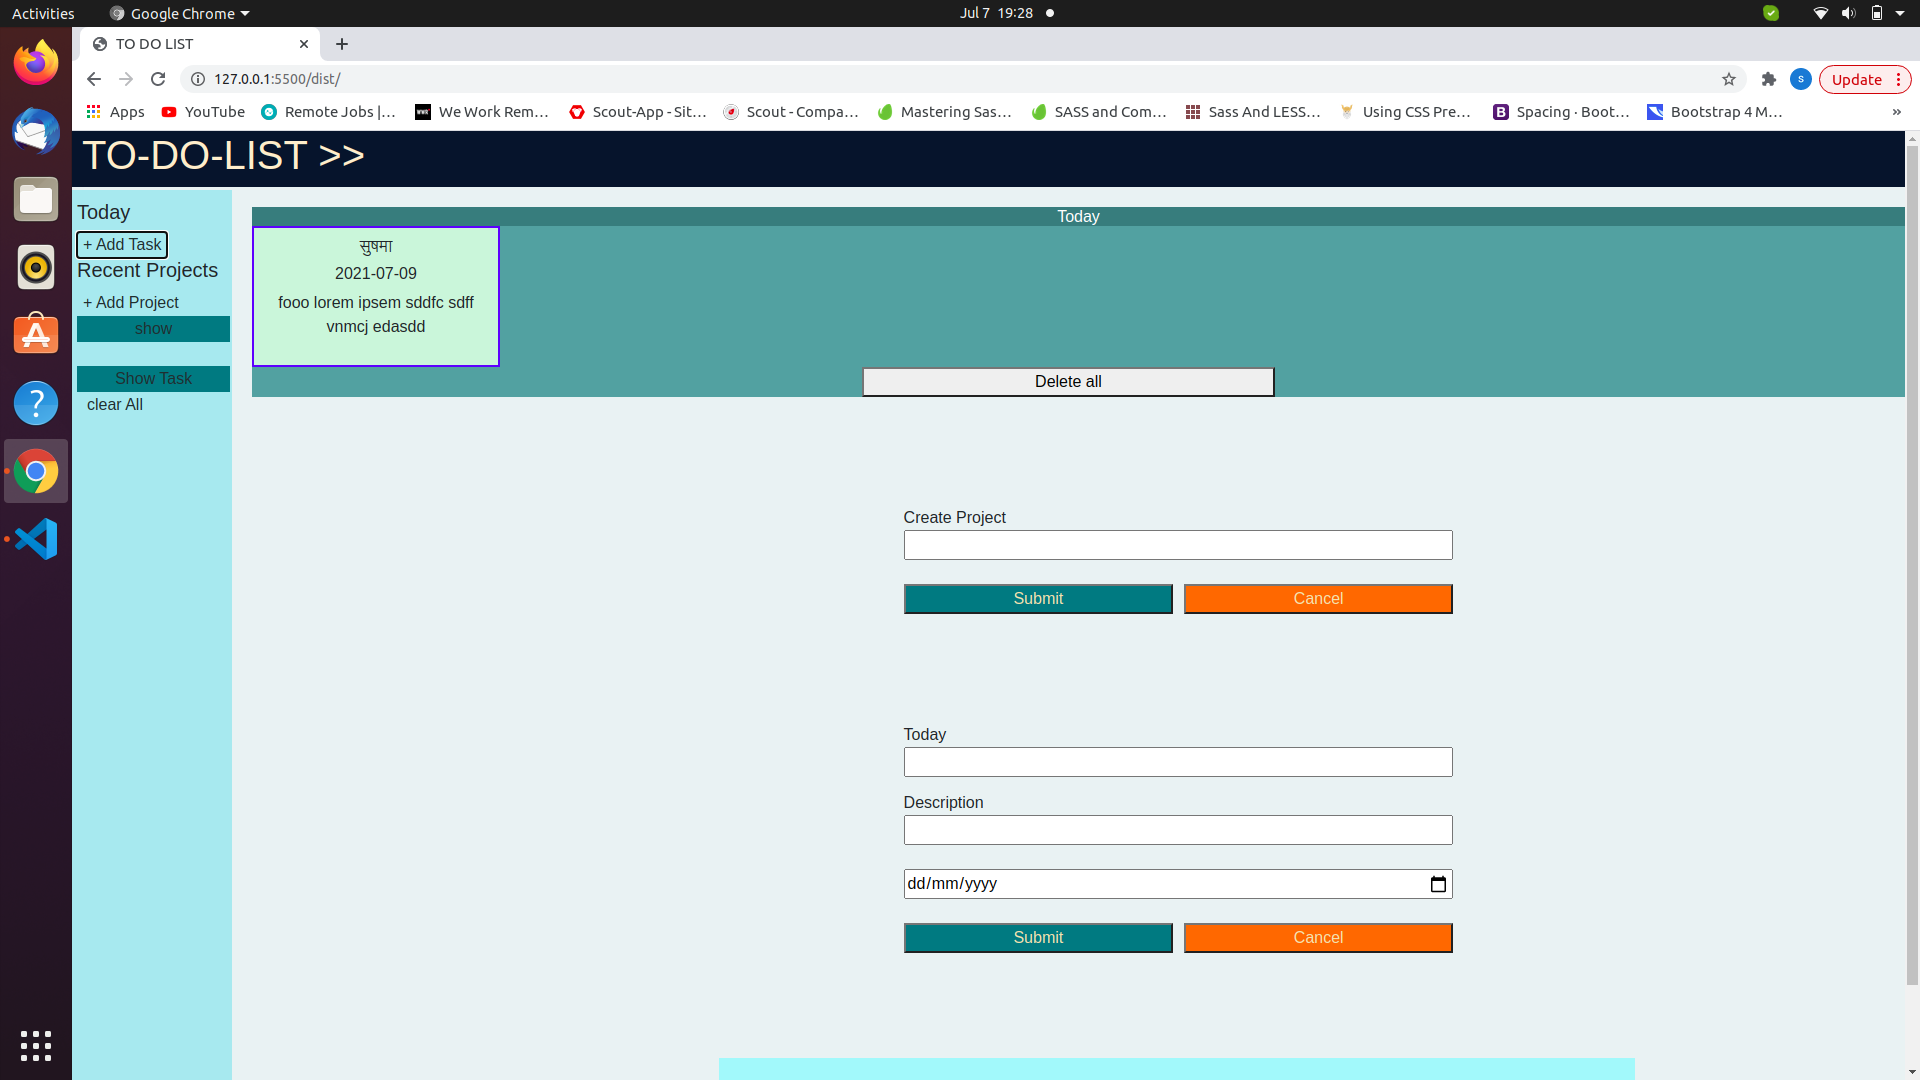 Activities
Google Chrome
Jul 7 19:28
TO DO LIST
127.0.0.1:5500/dist/
S
Update
Apps
YouTube
Remote Jobs |...
We Work Rem...
Scout-App - Sit...
Scout - Compa...
Mastering Sas...
SASS and Com...
Sass And LESS...
Using CSS Pre...
Spacing · Boot...
Bootstrap 4 M...
»
TO-DO-LIST >>
Today
+ Add Task
Recent Projects
+ Add Project
show
Show Task
clear All
Today
सुषमा
2021-07-09
fooo lorem ipsem sddfc sdff
vnmcj edasdd
Delete all
Create Project
Submit Cancel
Today
Description
dd/mm/yyyy
Submit Cancel